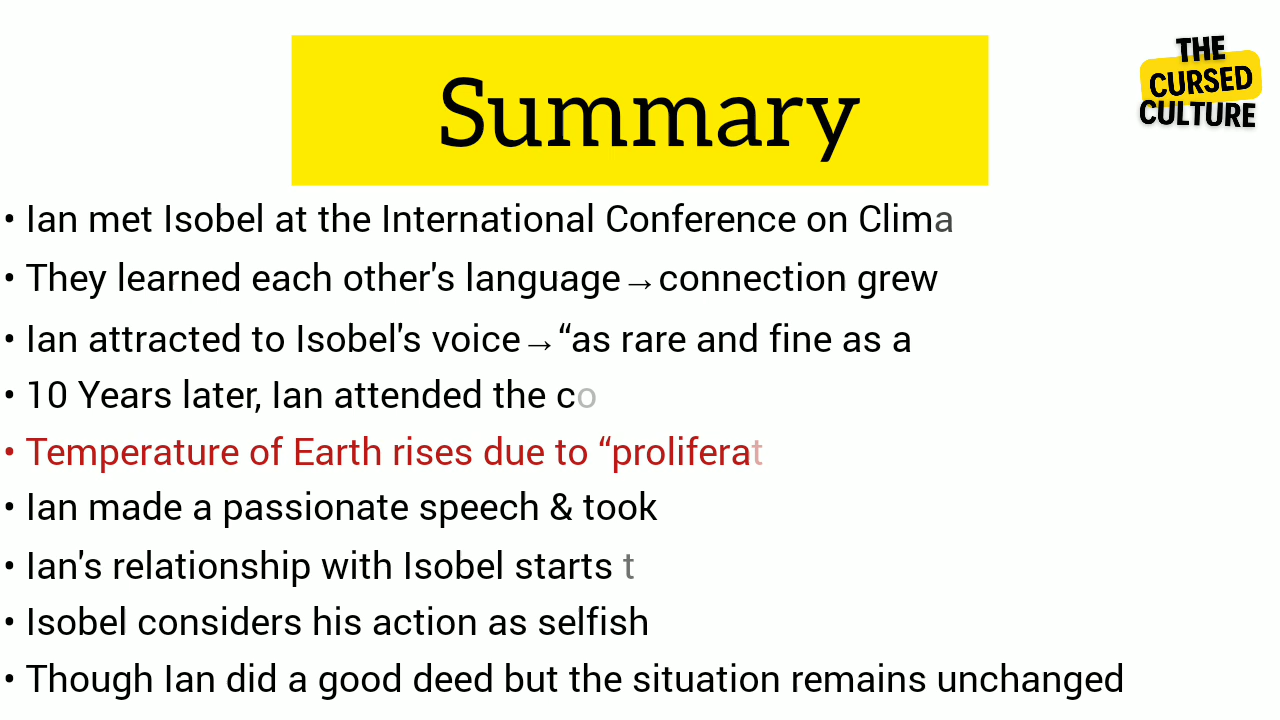 Summary
THE
CURSED
CULTURE
• Ian met Isobel at the International Conference on Clima
• They learned each other's language→connection grew
• Ian attracted to Isobel's voice→“as rare and fine as a
• 10 Years later, Ian attended the co
• Temperature of Earth rises due to “proliferat
• Ian made a passionate speech & took
• Ian's relationship with Isobel starts t
• Isobel considers his action as selfish
• Though Ian did a good deed but the situation remains unchanged